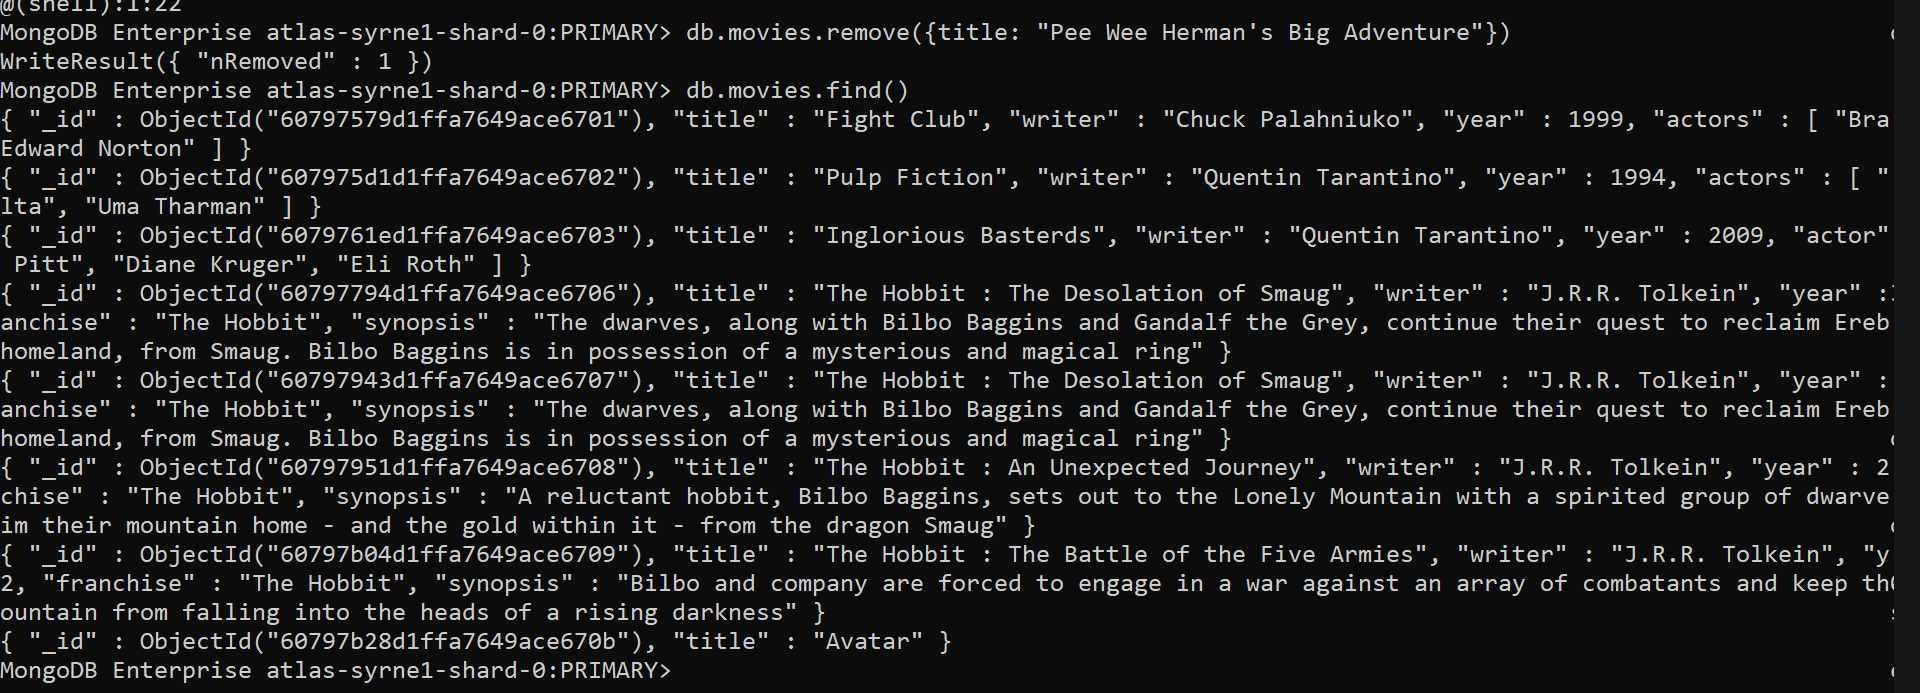 @(shell):1:22
MongoDB Enterprise atlas-syrne1-shard-0:PRIMARY> db.movies.remove({title: "Pee Wee Herman's Big Adventure"})
WriteResult({ "nRemoved" : 1 })
MongoDB Enterprise atlas-syrne1-shard-0:PRIMARY> db.movies.find()
{ "_id" : ObjectId("60797579d1ffa7649ace6701"), "title" : "Fight Club", "writer" : "Chuck Palahniuko", "year" : 1999, "actors" : [ "Bra
Edward Norton" ] }
{ "_id" : ObjectId("607975d1d1ffa7649ace6702"), "title" : "Pulp Fiction", "writer" : "Quentin Tarantino", "year" : 1994, "actors" : [ "
lta", "Uma Tharman" ] }
{ "_id" : ObjectId("6079761ed1ffa7649ace6703"), "title" : "Inglorious Basterds", "writer" : "Quentin Tarantino", "year" : 2009, "actor"
Pitt", "Diane Kruger", "Eli Roth" ] }
{ "_id" : ObjectId("60797794d1ffa7649ace6706"), "title" : "The Hobbit : The Desolation of Smaug", "writer" : "J.R.R. Tolkein", "year" :
anchise" : "The Hobbit", "synopsis" : "The dwarves, along with Bilbo Baggins and Gandalf the Grey, continue their quest to reclaim Ereb
homeland, from Smaug. Bilbo Baggins is in possession of a mysterious and magical ring" }
{ "_id" : ObjectId("60797943d1ffa7649ace6707"), "title" : "The Hobbit : The Desolation of Smaug", "writer" : "J.R.R. Tolkein", "year" :
anchise" : "The Hobbit", "synopsis" : "The dwarves, along with Bilbo Baggins and Gandalf the Grey, continue their quest to reclaim Ereb
homeland, from Smaug. Bilbo Baggins is in possession of a mysterious and magical ring" }
{ "_id" : ObjectId("60797951d1ffa7649ace6708"), "title" : "The Hobbit : An Unexpected Journey", "writer" : "J.R.R. Tolkein", "year" : 2
chise" : "The Hobbit", "synopsis" : "A reluctant hobbit, Bilbo Baggins, sets out to the Lonely Mountain with a spirited group of dwarve
im their mountain home - and the gold within it - from the dragon Smaug" }
{ "_id" : ObjectId("60797b04d1ffa7649ace6709"), "title" : "The Hobbit : The Battle of the Five Armies", "writer" : "J.R.R. Tolkein", "y
2, "franchise" : "The Hobbit", "synopsis" : "Bilbo and company are forced to engage in a war against an array of combatants and keep th
ountain from falling into the heads of a rising darkness" }
{ "_id" : ObjectId("60797b28d1ffa7649ace670b"), "title" : "Avatar" }
MongoDB Enterprise atlas-syrne1-shard-0:PRIMARY>